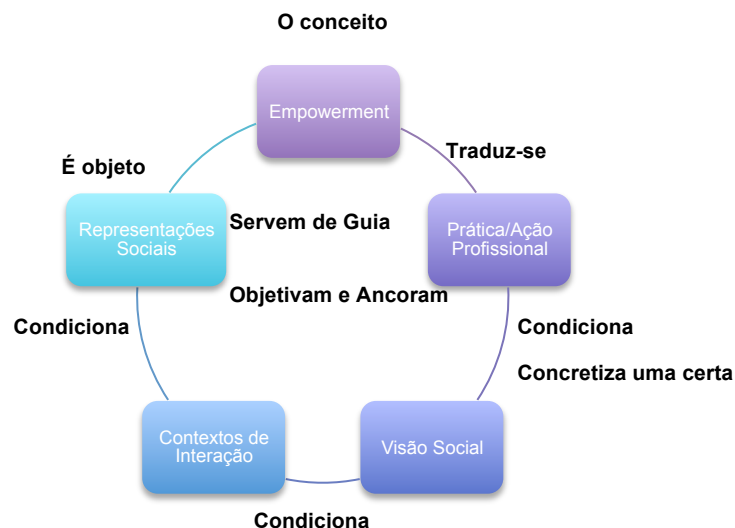 O conceito
Empowerment
Traduz-se
É objeto
Representações
Sociais
Servem de Guia
Prática/Ação
Profissional
Objetivam e Ancoram
Condiciona
Condiciona
Concretiza uma certa
Contextos de
Interação
Visão Social
Condiciona